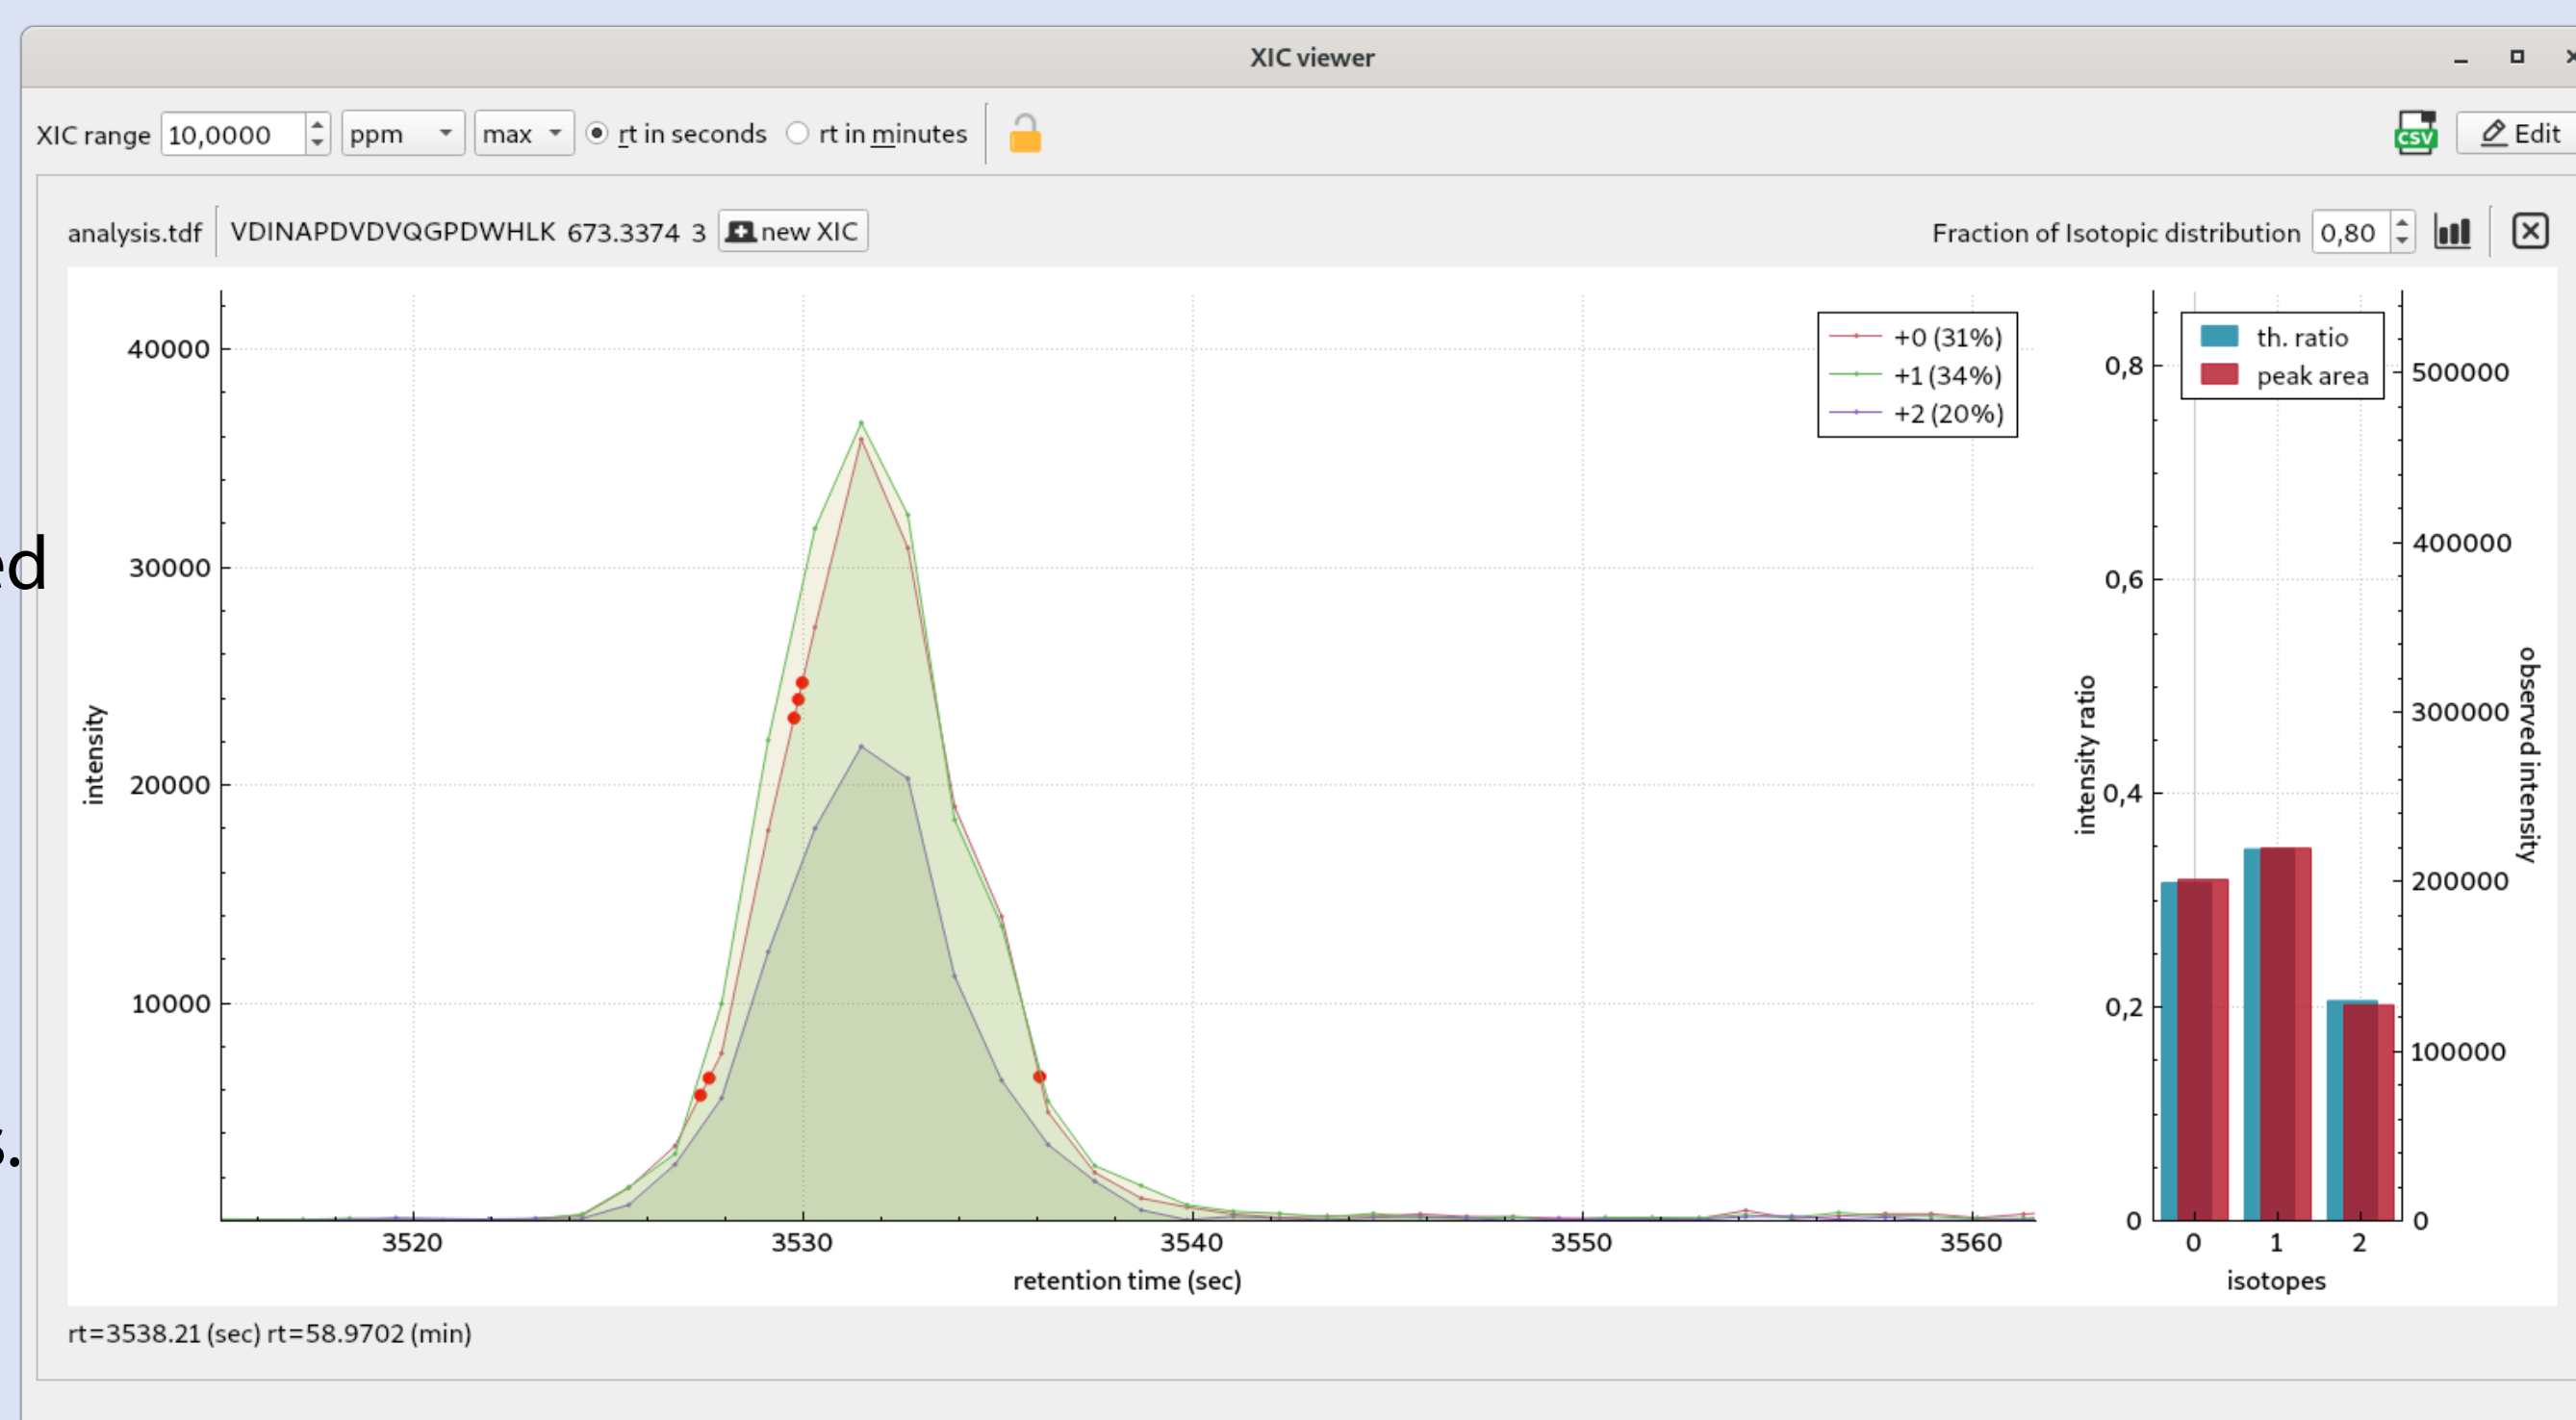 XIC viewer
XIC range 10,0000 ppm max rt in seconds rt in minutes CSV Edit
analysis.tdf VDINAPDVDVQGPDWHLK 673.3374 3 new XIC Fraction of Isotopic distribution 0,80
+0 (31%)
+1 (34%)
+2 (20%)
40000
30000
20000
10000
intensity
3520 3530 3540 3550 3560
retention time (sec)
th. ratio
peak area
0,8
0,6
0,4
0,2
0
intensity ratio
500000
400000
300000
200000
100000
0
observed intensity
0 1 2
isotopes
rt=3538.21 (sec) rt=58.9702 (min)
ed
s.